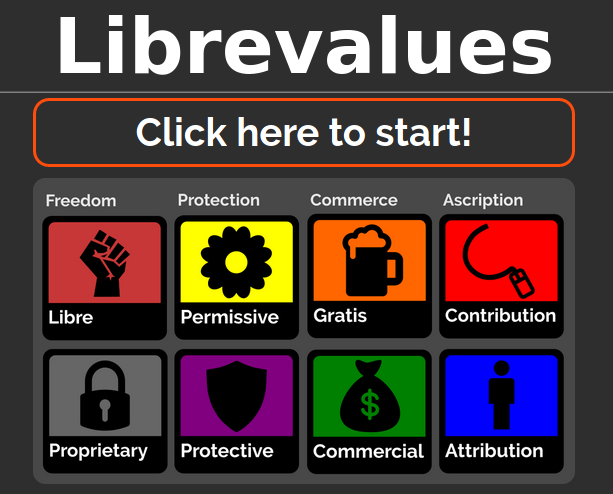 Librevalues
Click here to start!
Freedom Protection Commerce Ascription
Libre Permissive Gratis Contribution
$
Proprietary Protective Commercial Attribution